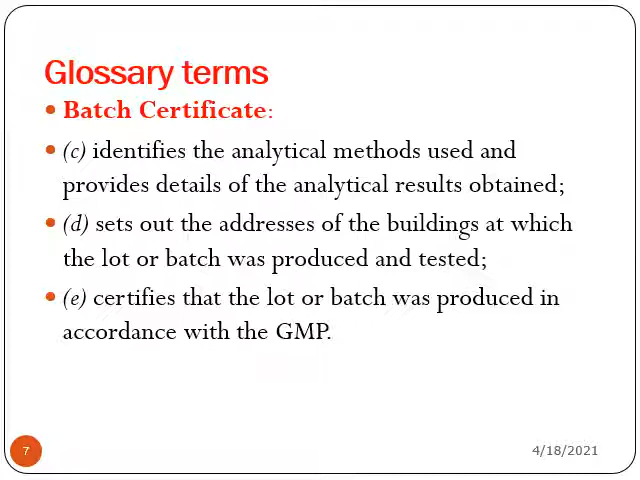 Glossary terms
• Batch Certificate:
• (c) identifies the analytical methods used and
provides details of the analytical results obtained;
• (d) sets out the addresses of the buildings at which
the lot or batch was produced and tested;
• (e) certifies that the lot or batch was produced in
accordance with the GMP.
7
4/18/2021